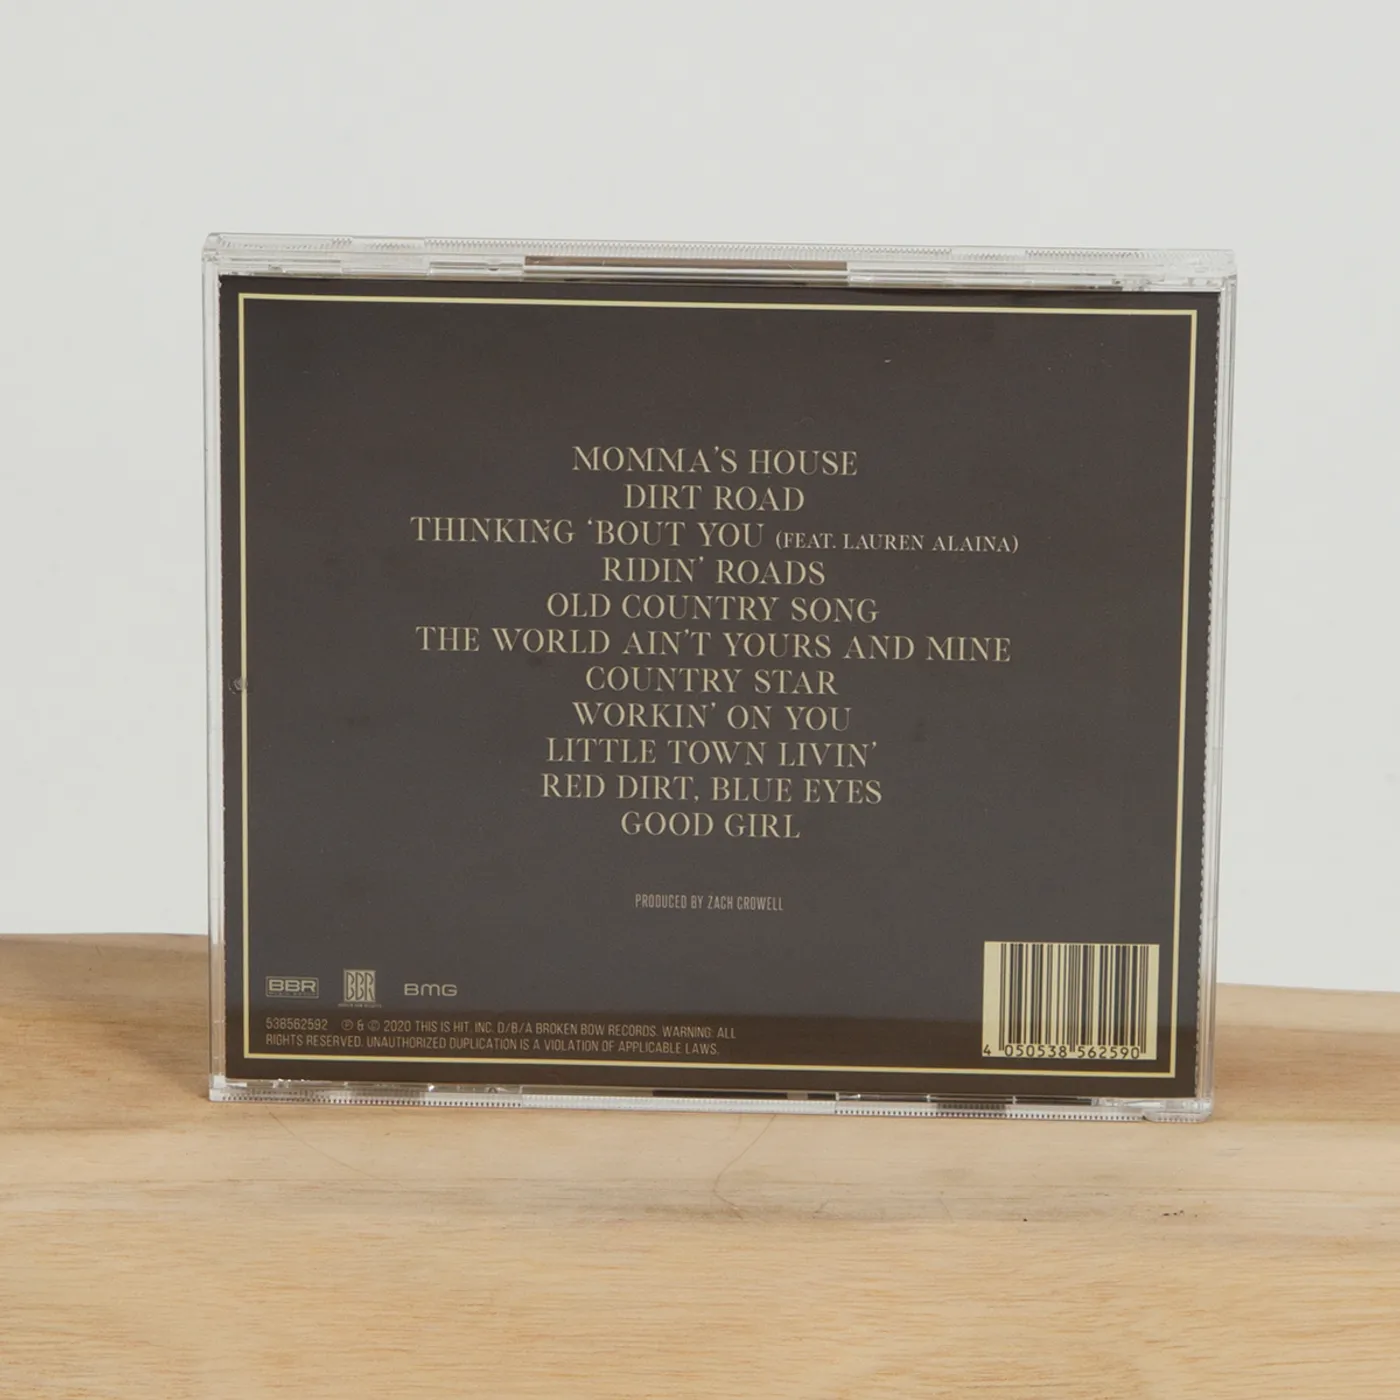 MOMMA'S HOUSE
DIRT ROAD
THINKING 'BOUT YOU (FEAT. LAUREN ALAINA)
RIDIN' ROADS
OLD COUNTRY SONG
THE WORLD AIN'T YOURS AND MINE
COUNTRY STAR
WORKIN' ON YOU
LITTLE TOWN LIVIN'
RED DIRT, BLUE EYES
GOOD GIRL
PRODUCED BY ZACH CROWELL
BBR BBR BMG
538562592 ℗ & © 2020 THIS IS HIT, INC. D/B/A BROKEN BOW RECORDS. WARNING: ALL
RIGHTS RESERVED. UNAUTHORIZED DUPLICATION IS A VIOLATION OF APPLICABLE LAWS.
4 050538 562590